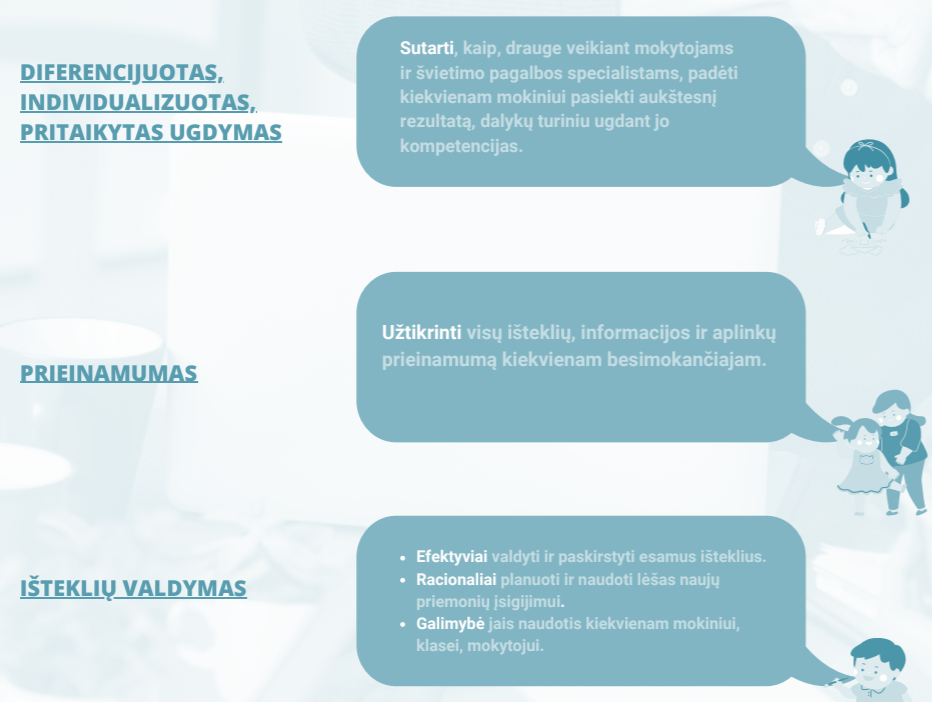 DIFERENCIJUOTAS,
INDIVIDUALIZUOTAS,
PRITAIKYTAS UGDYMAS
Sutarti, kaip, drauge veikiant mokytojams
ir švietimo pagalbos specialistams, padėti
kiekvienam mokiniui pasiekti aukštesnį
rezultatą, dalykų turiniu ugdant jo
kompetencijas.
PRIEINAMUMAS
Užtikrinti visų išteklių, informacijos ir aplinkų
prieinamumą kiekvienam besimokančiajam.
IŠTEKLIŲ VALDYMAS
• Efektyviai valdyti ir paskirstyti esamus išteklius.
• Racionaliai planuoti ir naudoti lėšas naujų
priemonių įsigijimui.
• Galimybė jais naudotis kiekvienam mokiniui,
klasei, mokytojui.